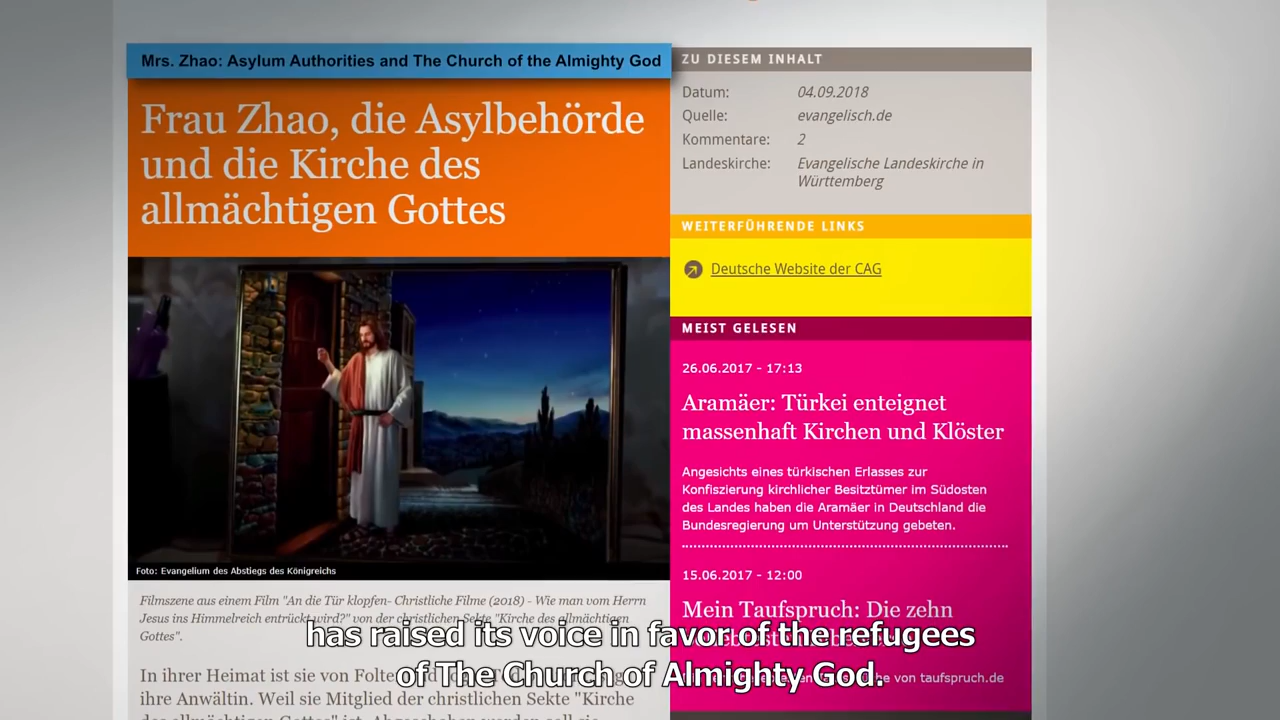 Mrs. Zhao: Asylum Authorities and The Church of the Almighty God
Frau Zhao, die Asylbehörde
und die Kirche des
allmächtigen Gottes
Foto: Evangelium des Abstiegs des Königreichs
Filmszene aus einem Film "An die Tür klopfen- Christliche Filme (2018) - Wie man vom Herrn
Jesus ins Himmelreich entrückt wird?" von der christlichen Sekte "Kirche des allmächtigen
Gottes".
In ihrer Heimat ist sie von
ihre Anwältin. Weil sie Mitglied der christlichen Sekte "Kirche
ZU DIESEM INHALT
Datum: 04.09.2018
Quelle: evangelisch.de
Kommentare: 2
Landeskirche: Evangelische Landeskirche in
Württemberg
WEITERFÜHRENDE LINKS
Deutsche Website der CAG
MEIST GELESEN
26.06.2017 - 17:13
Aramäer: Türkei enteignet
massenhaft Kirchen und Klöster
Angesichts eines türkischen Erlasses zur
Konfiszierung kirchlicher Besitztümer im Südosten
des Landes haben die Aramäer in Deutschland die
Bundesregierung um Unterstützung gebeten.
15.06.2017 - 12:00
Mein Taufspruch: Die zehn
von taufspruch.de
has raised its voice in favor of the refugees
of The Church of Almighty God.